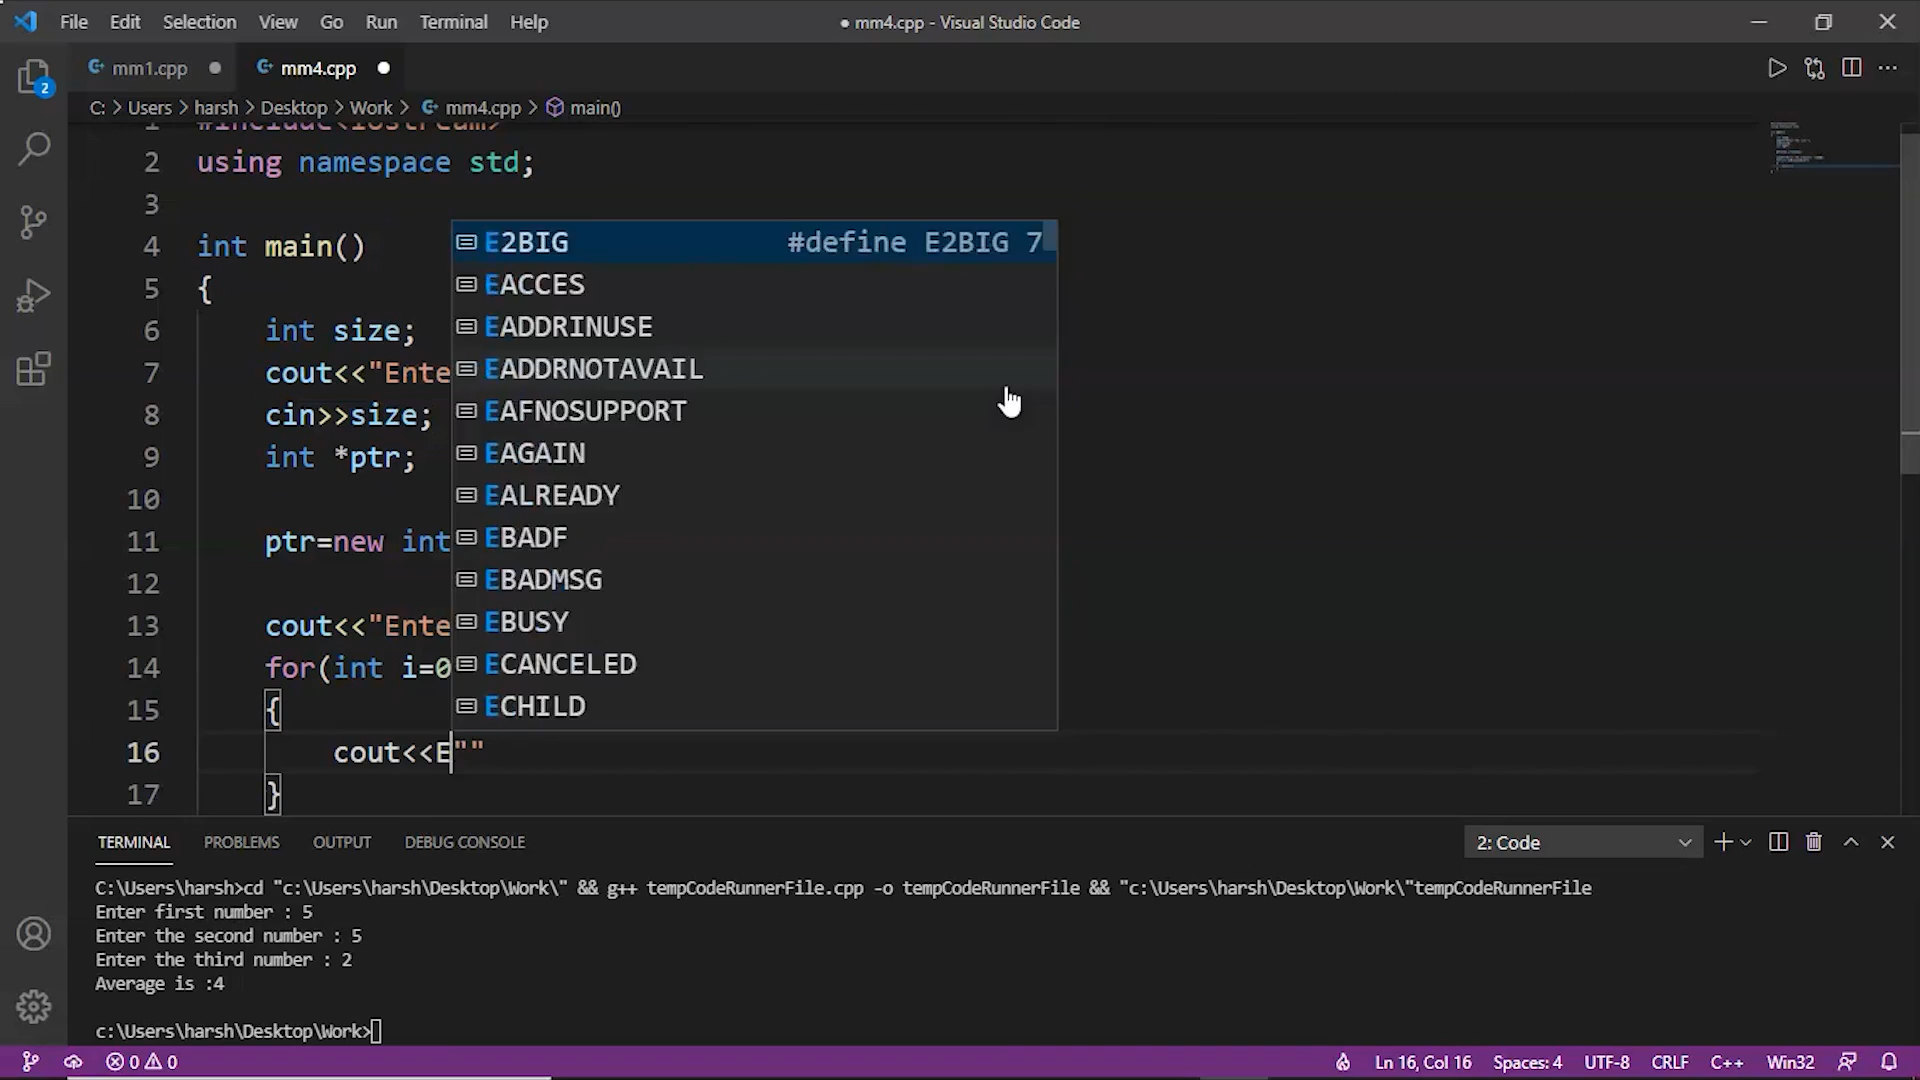 File Edit Selection View Go Run Terminal Help
● mm4.cpp - Visual Studio Code
mm1.cpp ●
mm4.cpp ●
C: > Users > harsh > Desktop > Work > mm4.cpp > main()
1 #include<iostream>
2 using namespace std;
3
4 int main()
5 {
6 int size;
7 cout<<"Ente
8 cin>>size;
9 int *ptr;
10
11 ptr=new int
12
13 cout<<"Ente
14 for(int i=0
15 {
16 cout<<E""
17 }
E2BIG #define E2BIG 7
EACCES
EADDRINUSE
EADDRNOTAVAIL
EAFNOSUPPORT
EAGAIN
EALREADY
EBADF
EBADMSG
EBUSY
ECANCELED
ECHILD
2
TERMINAL PROBLEMS OUTPUT DEBUG CONSOLE
2: Code
C:\Users\harsh>cd "c:\Users\harsh\Desktop\Work\" && g++ tempCodeRunnerFile.cpp -o tempCodeRunnerFile && "c:\Users\harsh\Desktop\Work\"tempCodeRunnerFile
Enter first number : 5
Enter the second number : 5
Enter the third number : 2
Average is :4
c:\Users\harsh\Desktop\Work>
0 0
Ln 16, Col 16 Spaces: 4 UTF-8 CRLF C++ Win32